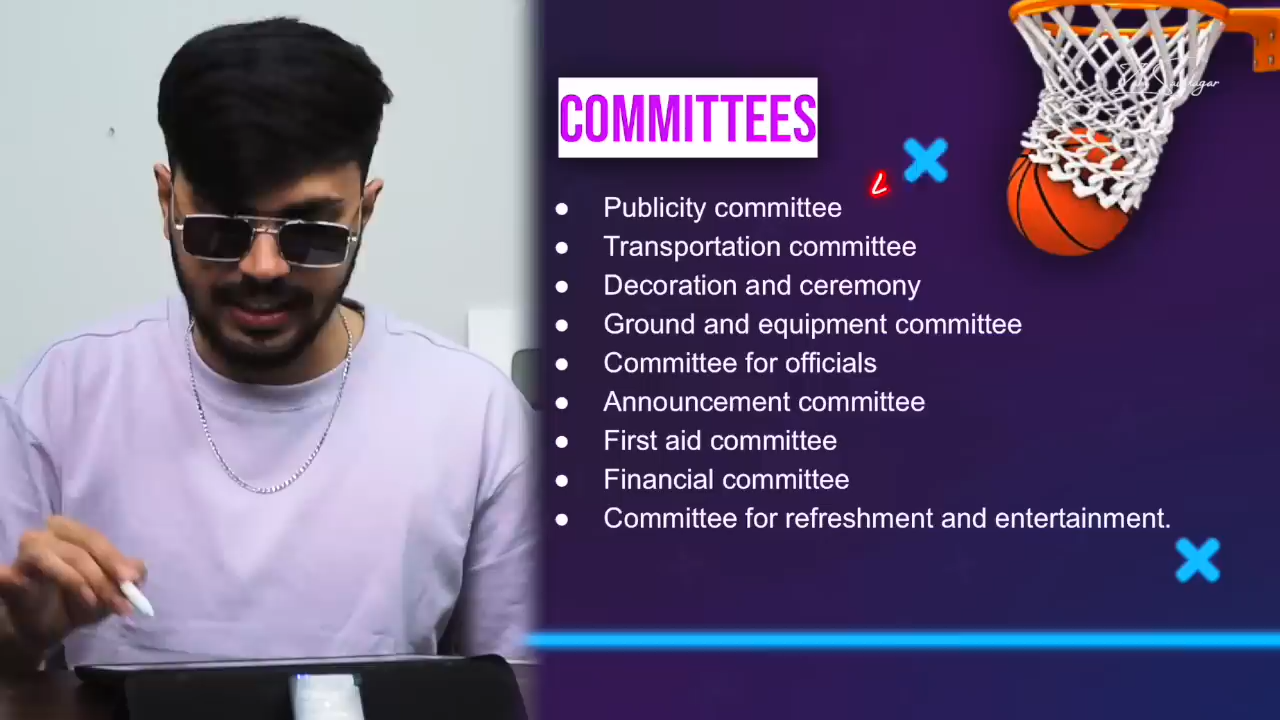 COMMITTEES
● Publicity committee
● Transportation committee
● Decoration and ceremony
● Ground and equipment committee
● Committee for officials
● Announcement committee
● First aid committee
● Financial committee
● Committee for refreshment and entertainment.